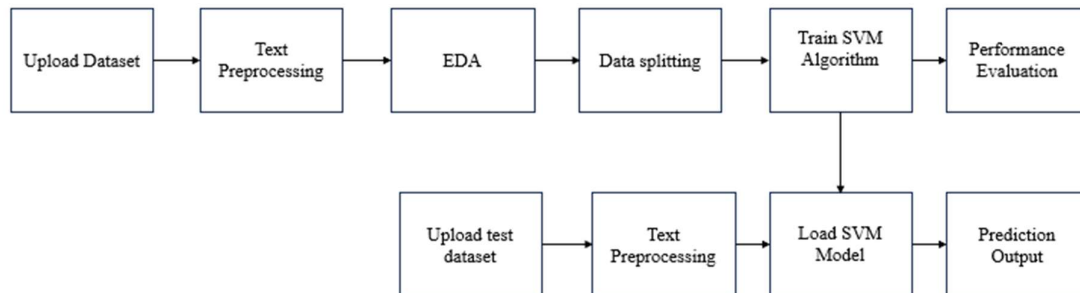 Upload Dataset
Text
Preprocessing
EDA
Data splitting
Train SVM
Algorithm
Performance
Evaluation
Upload test
dataset
Text
Preprocessing
Load SVM
Model
Prediction
Output